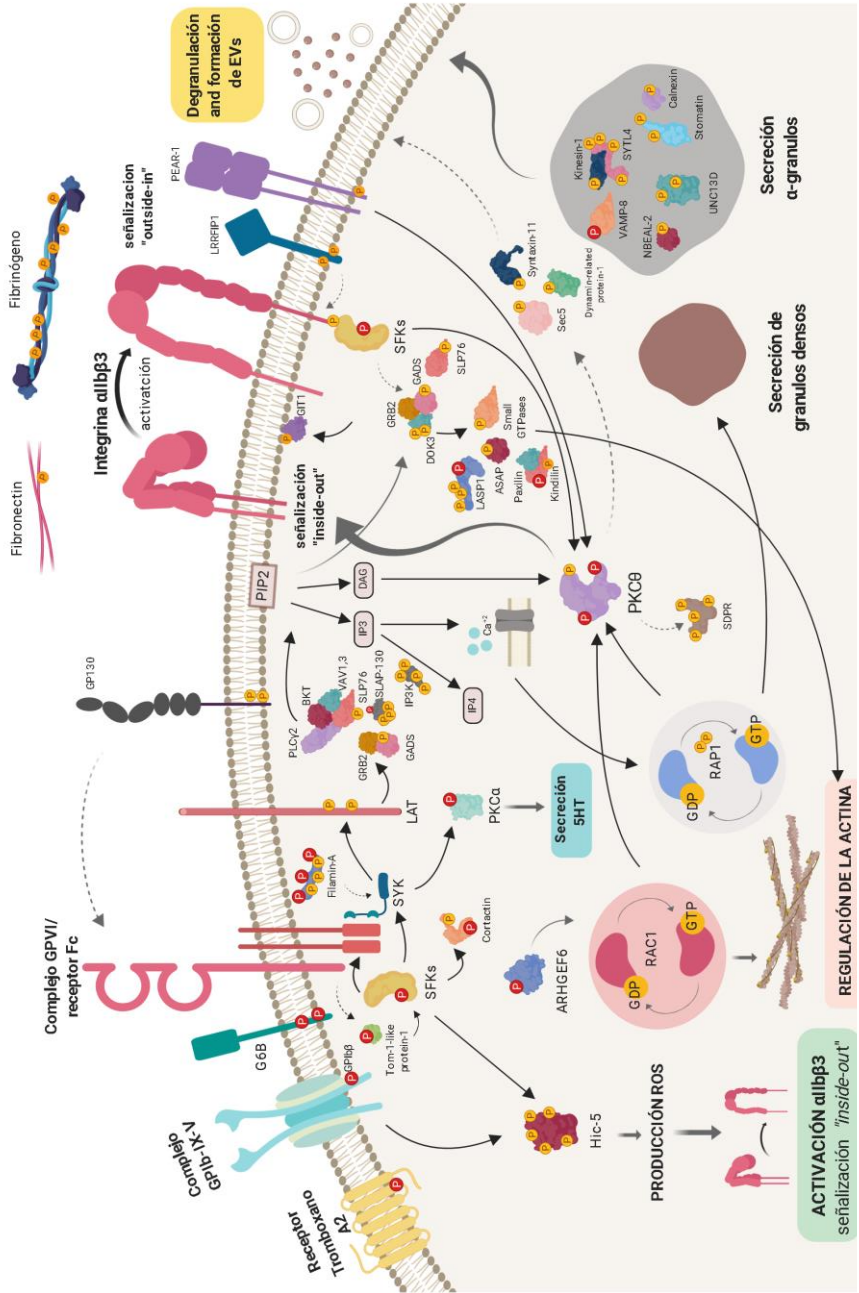 Fibronectin
P
Fibrinógeno
P
P
P
P
P
P
P
Integrina αIIbβ3
activatción
señalización
"outside-in"
PEAR-1
LRRFIP1
Degranulación
and formación
de EVs
GP130
Complejo GPVI/
receptor Fc
G6B
Complejo
GPIb-IX-V
Receptor
Tromboxano
A2
PIP2
señalización
"inside-out"
GPIbβ
Tom-1-like
protein-1
SFKs
Filamin-A
SYK
LAT
PLCγ2
BKT
VAV1,3
SLP76
SLAP-130
GRB2
GADS
IP3K
IP3
DAG
IP4
Ca+2
GIT1
GRB2
GADS
SLP76
DOK3
SFKs
LASP1
ASAP
Small
GTPases
Paxilin
Kindilin
Syntaxin-11
Sec5
Dynamin-related
protein-1
Kinesin-1
SYTL4
VAMP-8
Calnexin
Stomatin
NBEAL-2
UNC13D
Secreción
α-granulos
Secreción de
granulos densos
PKCθ
SDPR
Cortactin
PKCα
Secreción
5HT
ARHGEF6
GDP
RAC1
GTP
GDP
RAP1
GTP
Hic-5
PRODUCCIÓN ROS
ACTIVACIÓN αIIbβ3
señalización "inside-out"
REGULACIÓN DE LA ACTINA